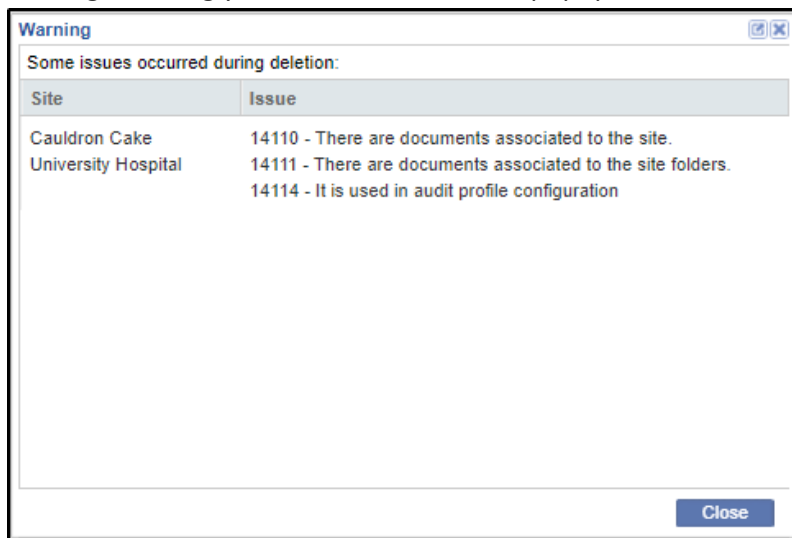 Warning
Some issues occurred during deletion:
Site Issue
Cauldron Cake 14110 - There are documents associated to the site.
University Hospital 14111 - There are documents associated to the site folders.
14114 - It is used in audit profile configuration
Close